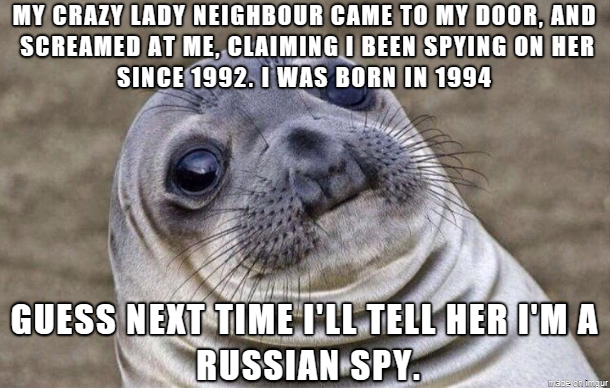 MY CRAZY LADY NEIGHBOUR CAME TO MY DOOR, AND
SCREAMED AT ME, CLAIMING I BEEN SPYING ON HER
SINCE 1992. I WAS BORN IN 1994
GUESS NEXT TIME I'LL TELL HER I'M A
RUSSIAN SPY.
made on imgur